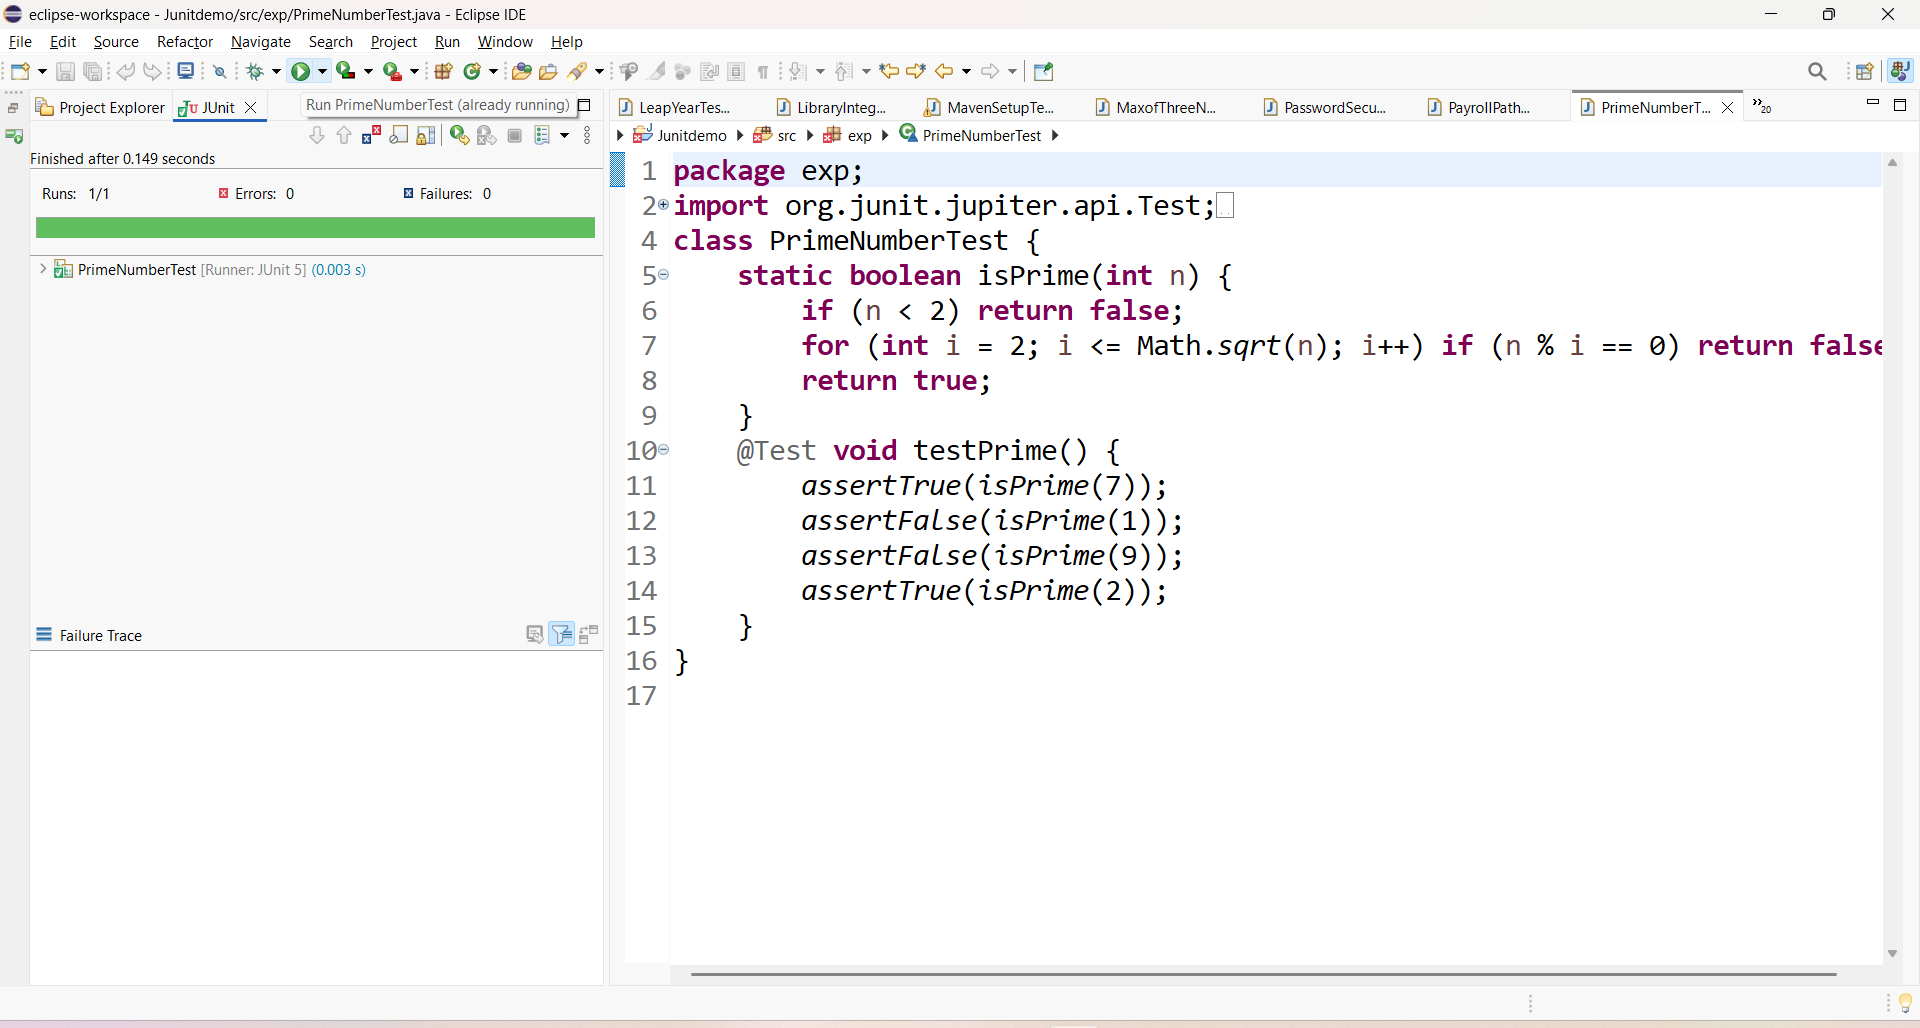 eclipse-workspace - Junitdemo/src/exp/PrimeNumberTest.java - Eclipse IDE
File Edit Source Refactor Navigate Search Project Run Window Help
Project Explorer JUnit
Run PrimeNumberTest (already running)
Finished after 0.149 seconds
Runs: 1/1 Errors: 0 Failures: 0
PrimeNumberTest [Runner: JUnit 5] (0.003 s)
Failure Trace
LeapYearTes... LibraryInteg... MavenSetupTe... MaxofThreeN... PasswordSecu... PayrollPath... PrimeNumberT... »20
Junitdemo src exp PrimeNumberTest
1 package exp;
2 import org.junit.jupiter.api.Test;
4 class PrimeNumberTest {
5 static boolean isPrime(int n) {
6 if (n < 2) return false;
7 for (int i = 2; i <= Math.sqrt(n); i++) if (n % i == 0) return false
8 return true;
9 }
10 @Test void testPrime() {
11 assertTrue(isPrime(7));
12 assertFalse(isPrime(1));
13 assertFalse(isPrime(9));
14 assertTrue(isPrime(2));
15 }
16 }
17